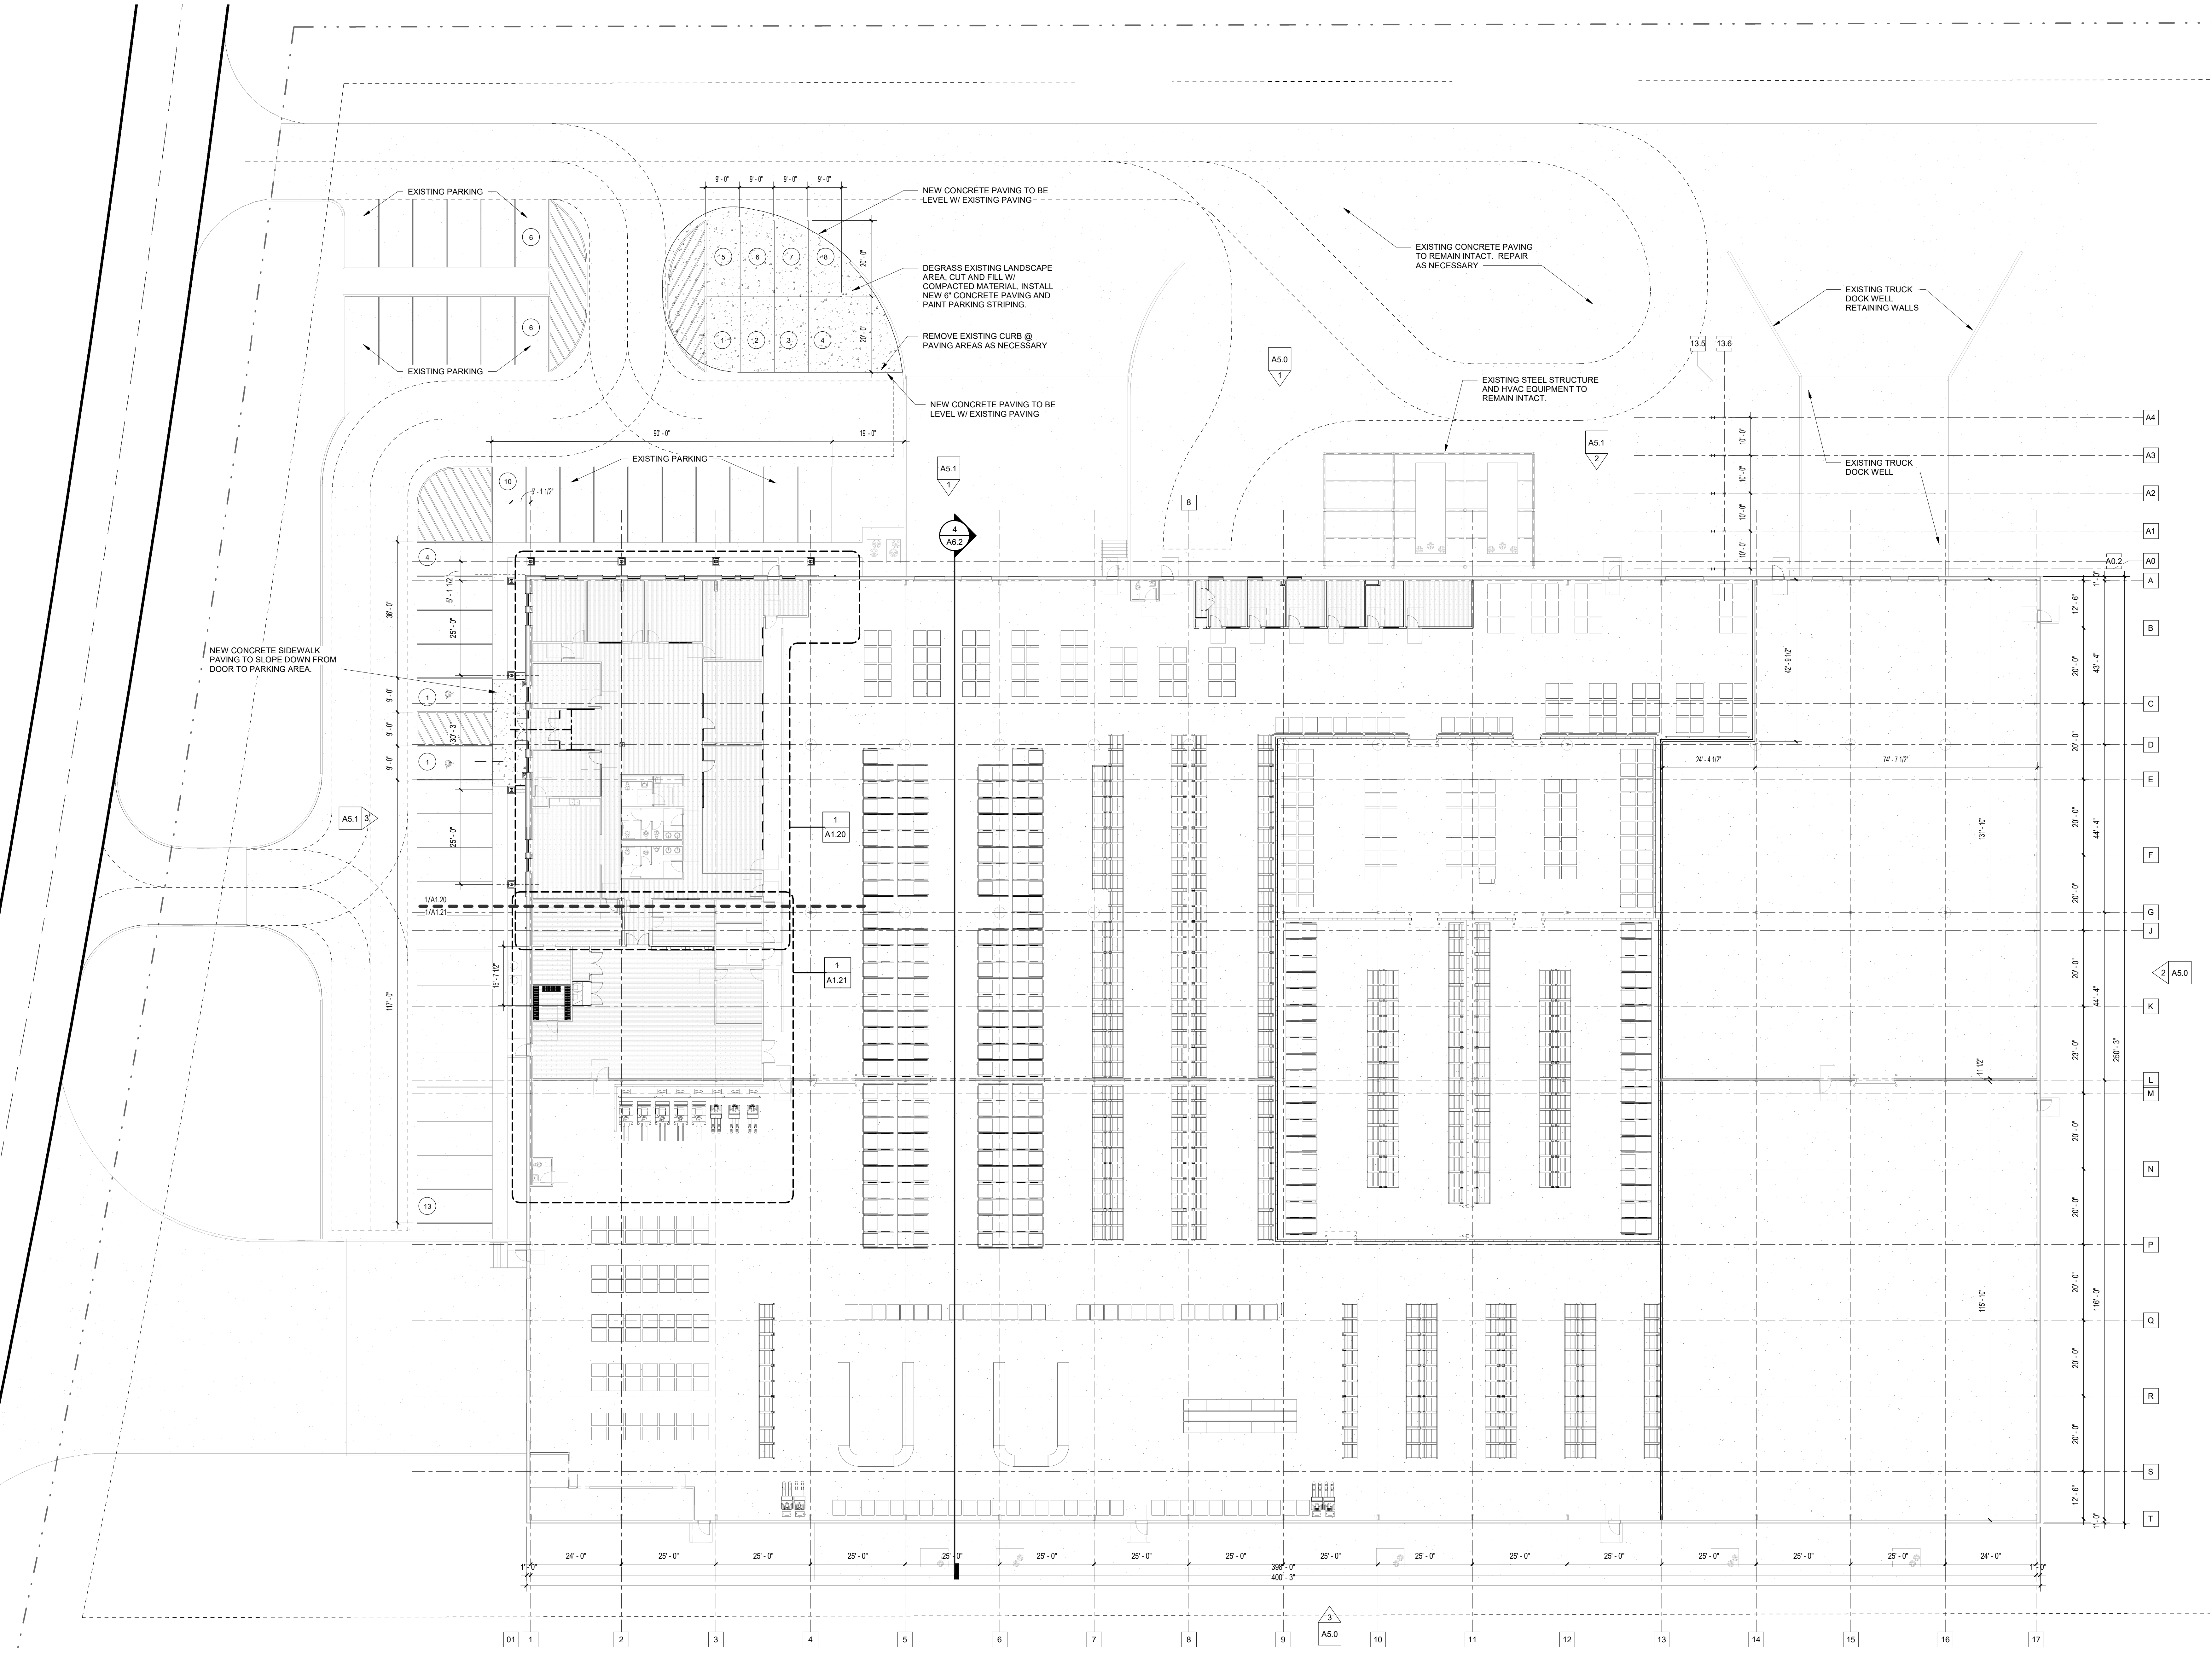 EXISTING PARKING
6
6
EXISTING PARKING
9' - 0"
9' - 0"
9' - 0"
9' - 0"
NEW CONCRETE PAVING TO BE
LEVEL W/ EXISTING PAVING
5
6
7
8
20' - 0"
DEGRASS EXISTING LANDSCAPE
AREA, CUT AND FILL W/
COMPACTED MATERIAL, INSTALL
NEW 6" CONCRETE PAVING AND
PAINT PARKING STRIPING.
1
2
3
4
20' - 0"
REMOVE EXISTING CURB @
PAVING AREAS AS NECESSARY
NEW CONCRETE PAVING TO BE
LEVEL W/ EXISTING PAVING
EXISTING CONCRETE PAVING
TO REMAIN INTACT. REPAIR
AS NECESSARY
EXISTING TRUCK
DOCK WELL
RETAINING WALLS
13.5
13.6
A5.0
1
EXISTING STEEL STRUCTURE
AND HVAC EQUIPMENT TO
REMAIN INTACT.
90' - 0"
19' - 0"
EXISTING PARKING
10
5' - 1 1/2"
A5.1
1
A5.1
2
EXISTING TRUCK
DOCK WELL
8
4
A6.2
10' - 0"
10' - 0"
10' - 0"
10' - 0"
A4
A3
A2
A1
A0.2
A0
A
B
C
D
E
F
G
J
K
L
M
N
P
Q
R
S
T
4
5' - 1 1/2"
36' - 0"
25' - 0"
NEW CONCRETE SIDEWALK
PAVING TO SLOPE DOWN FROM
DOOR TO PARKING AREA.
1
9' - 0"
9' - 0"
30' - 3"
1
9' - 0"
A5.1
3
25' - 0"
1
A1.20
1/A1.20
1/A1.21
1
A1.21
15' - 7 1/2"
117' - 0"
13
42' - 9 1/2"
24' - 4 1/2"
74' - 7 1/2"
131' - 10"
11 1/2"
115' - 10"
1' - 0"
12' - 6"
20' - 0"
43' - 4"
20' - 0"
20' - 0"
44' - 4"
20' - 0"
20' - 0"
44' - 4"
23' - 0"
250' - 3"
20' - 0"
20' - 0"
20' - 0"
116' - 0"
20' - 0"
20' - 0"
12' - 6"
1' - 0"
2
A5.0
24' - 0"
25' - 0"
25' - 0"
25' - 0"
25' - 0"
25' - 0"
25' - 0"
25' - 0"
25' - 0"
25' - 0"
25' - 0"
25' - 0"
25' - 0"
25' - 0"
25' - 0"
24' - 0"
1' - 0"
398' - 0"
1' - 0"
400' - 3"
3
A5.0
01
1
2
3
4
5
6
7
8
9
10
11
12
13
14
15
16
17